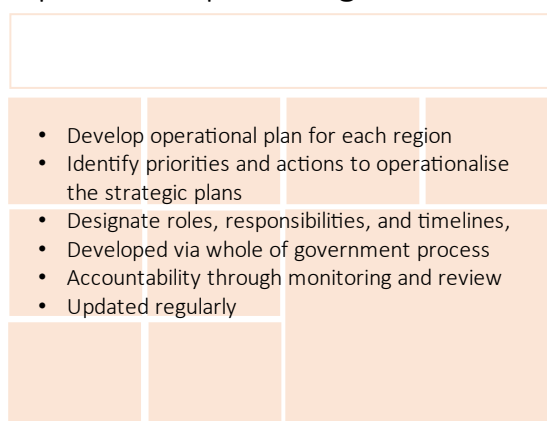 • Develop operational plan for each region
• Identify priorities and actions to operationalise
the strategic plans
• Designate roles, responsibilities, and timelines,
• Developed via whole of government process
• Accountability through monitoring and review
• Updated regularly